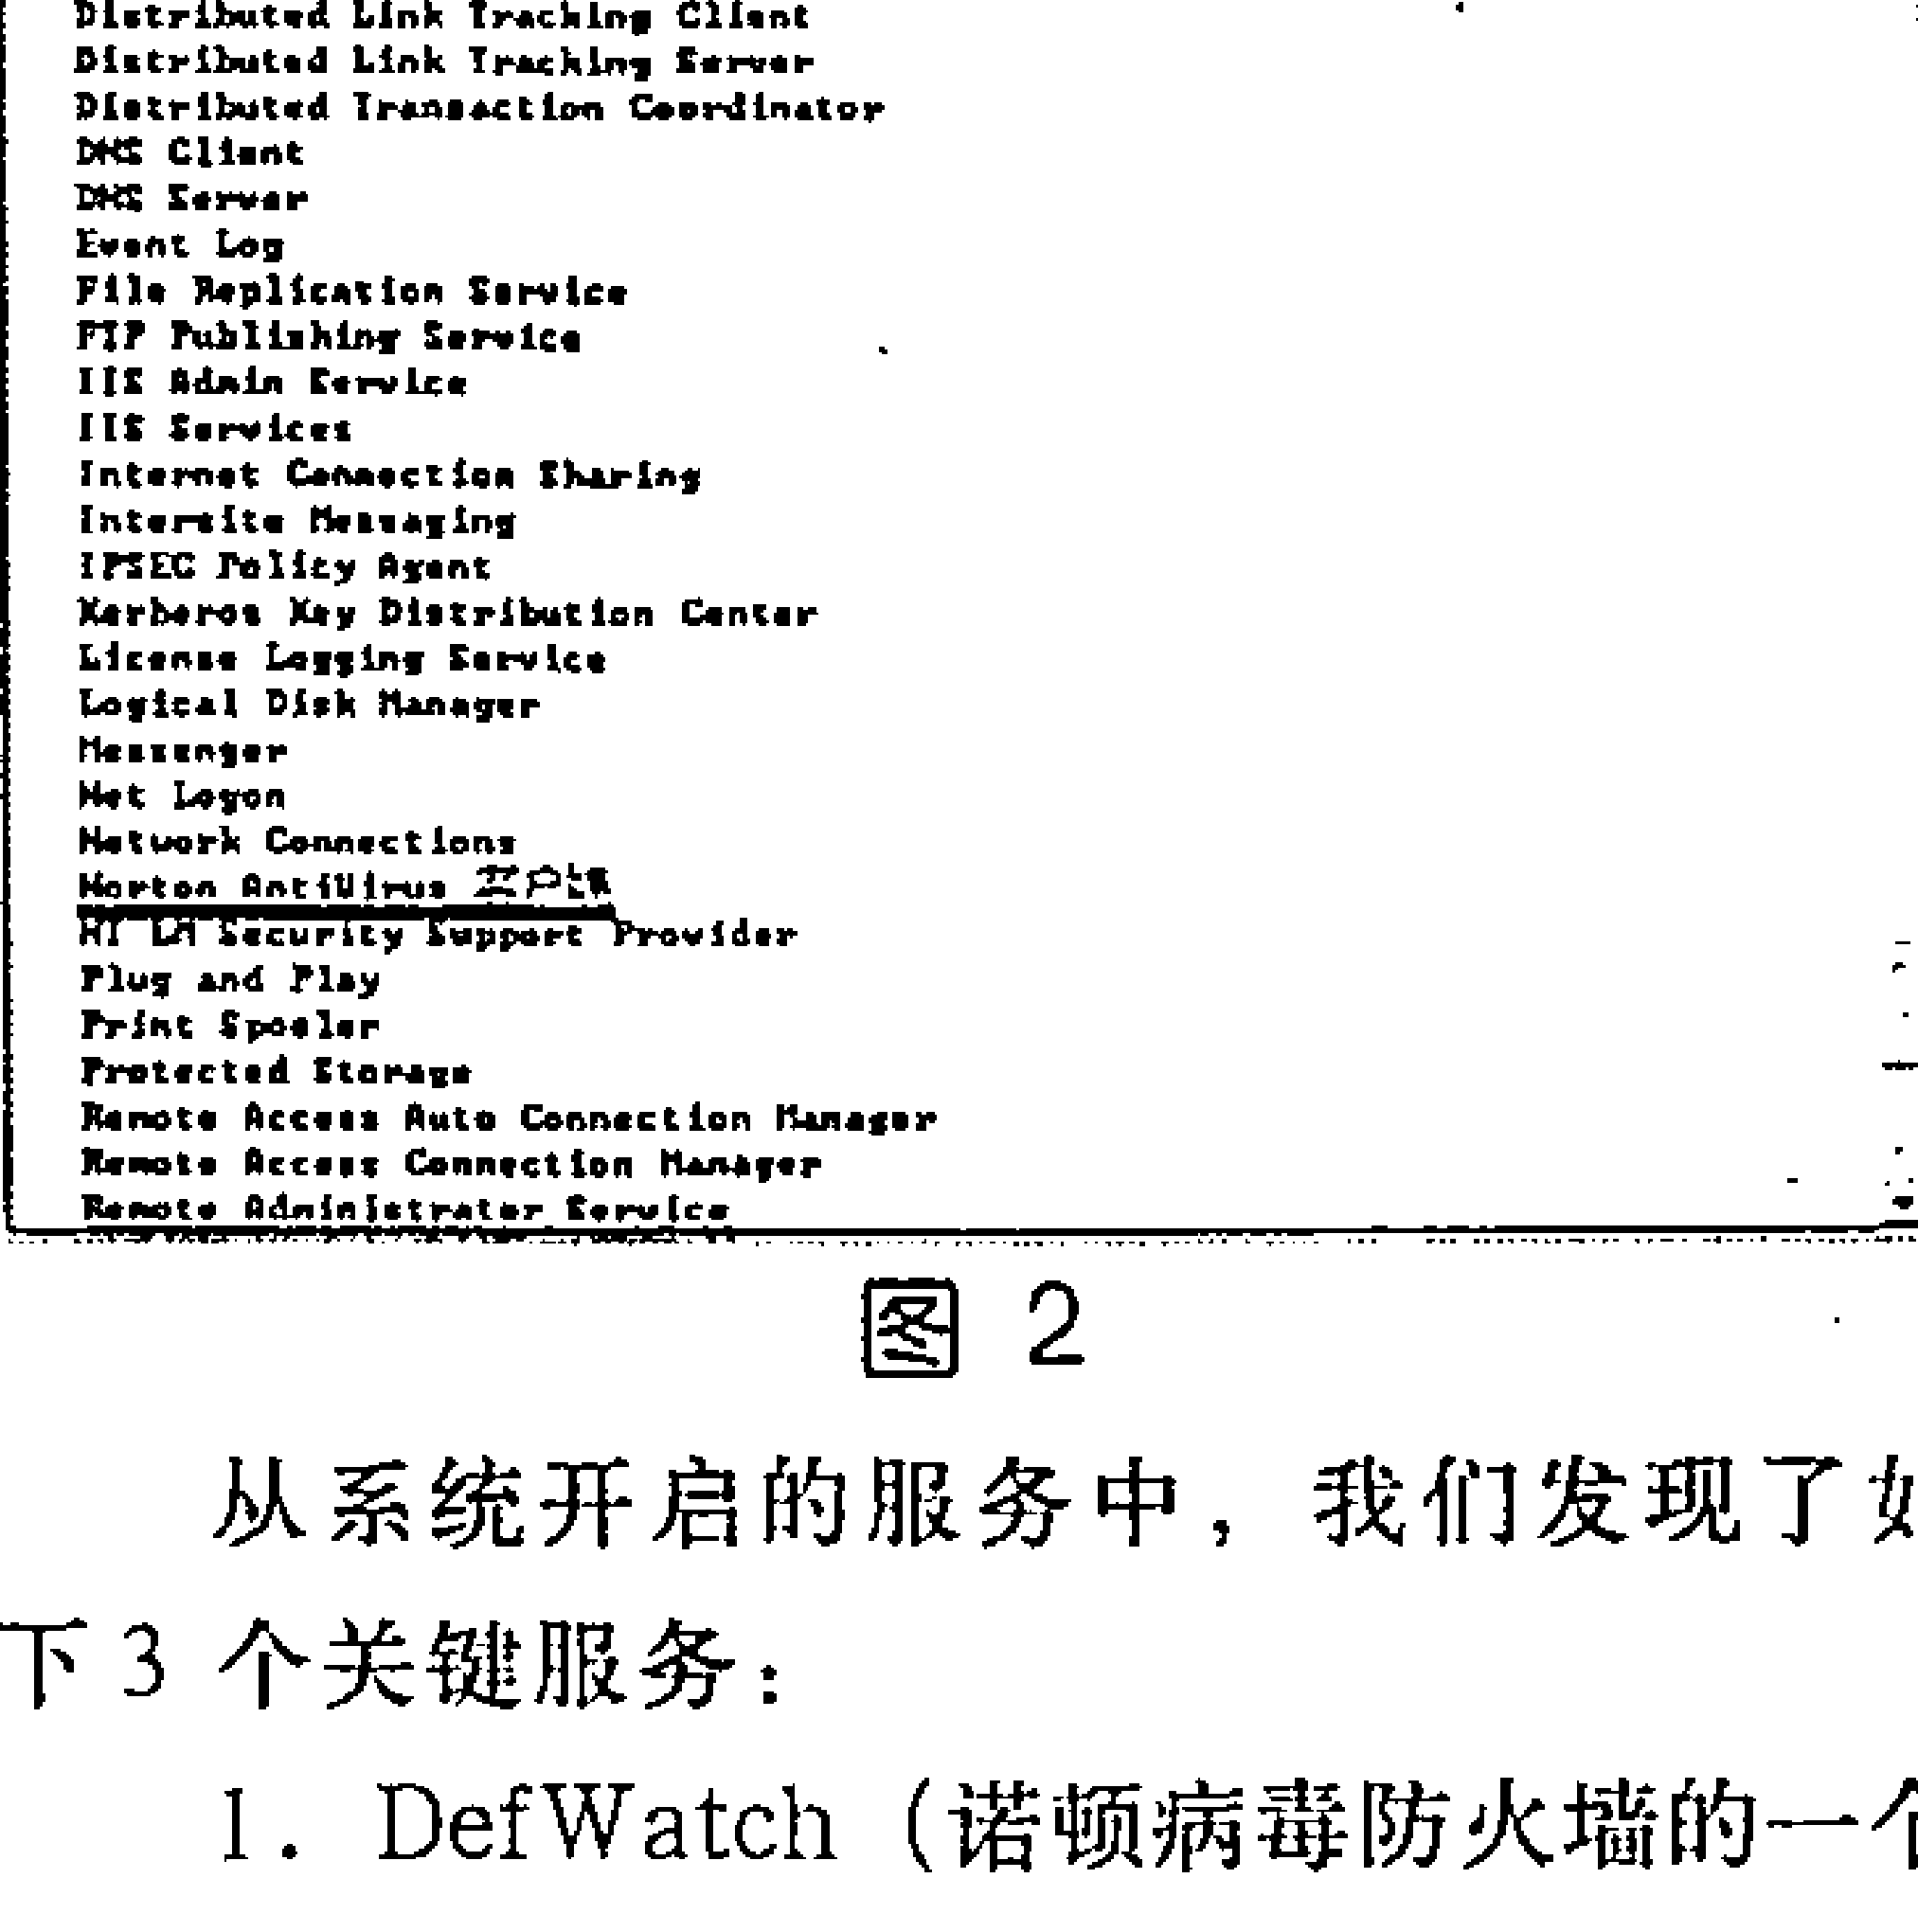 Distributed Link Tracking Client
Distributed Link Tracking Server
Distributed Transaction Coordinator
DNS Client
DNS Server
Event Log
File Replication Service
FTP Publishing Service
IIS Admin Service
IIS Services
Internet Connection Sharing
Intersite Messaging
IPSEC Policy Agent
Kerberos Key Distribution Center
License Logging Service
Logical Disk Manager
Messenger
Net Logon
Network Connections
Norton AntiVirus 客户端
NT LM Security Support Provider
Plug and Play
Print Spooler
Protected Storage
Remote Access Auto Connection Manager
Remote Access Connection Manager
Remote Administrator Service
图 2
从系统开启的服务中，我们发现了如
下 3 个关键服务：
1. DefWatch（诺顿病毒防火墙的一个